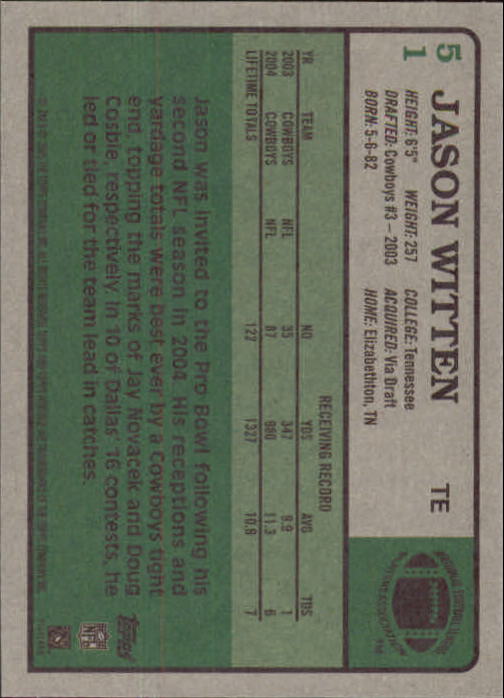 51
JASON WITTEN TE
HEIGHT: 6'5" WEIGHT: 257 COLLEGE: Tennessee
DRAFTED: Cowboys #3 – 2003 ACQUIRED: Via Draft
BORN: 5-6-82 HOME: Elizabethton, TN
RECEIVING RECORD
YR TEAM NO YDS AVG TDS
2003 COWBOYS NFL 35 347 9.9 1
2004 COWBOYS NFL 87 980 11.3 6
LIFETIME TOTALS 122 1327 10.8 7
Jason was invited to the Pro Bowl following his
second NFL season in 2004. His receptions and
yardage totals were best ever by a Cowboys tight
end, topping the marks of Jay Novacek and Doug
Cosbie, respectively. In 10 of Dallas' 16 contests, he
led or tied for the team lead in catches.
Topps
NFL